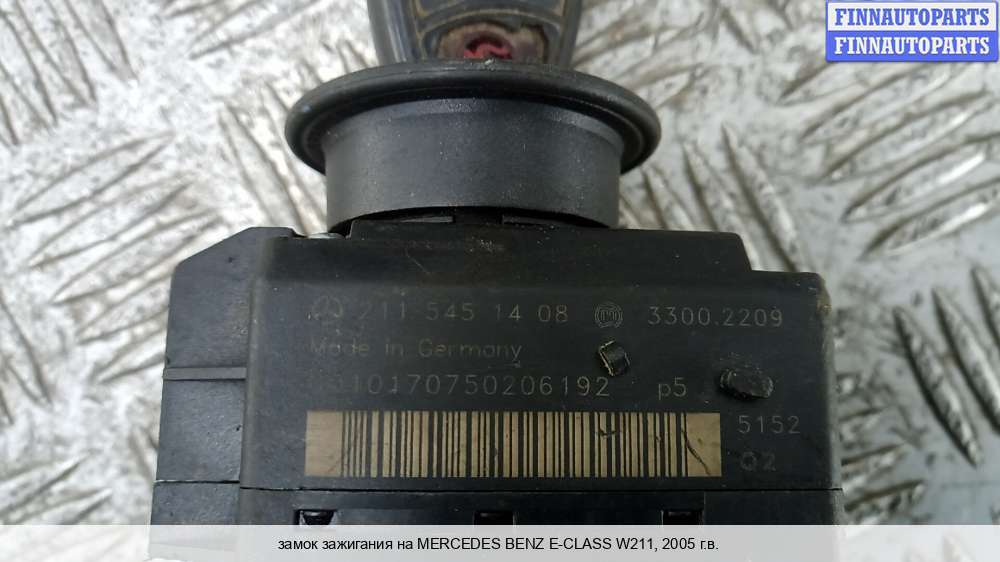 FINNAUTOPARTS
FINNAUTOPARTS
211 545 14 08 3300.2209
Made in Germany
10170750206192 p5
5152
Q2
замок зажигания на MERCEDES BENZ E-CLASS W211, 2005 г.в.